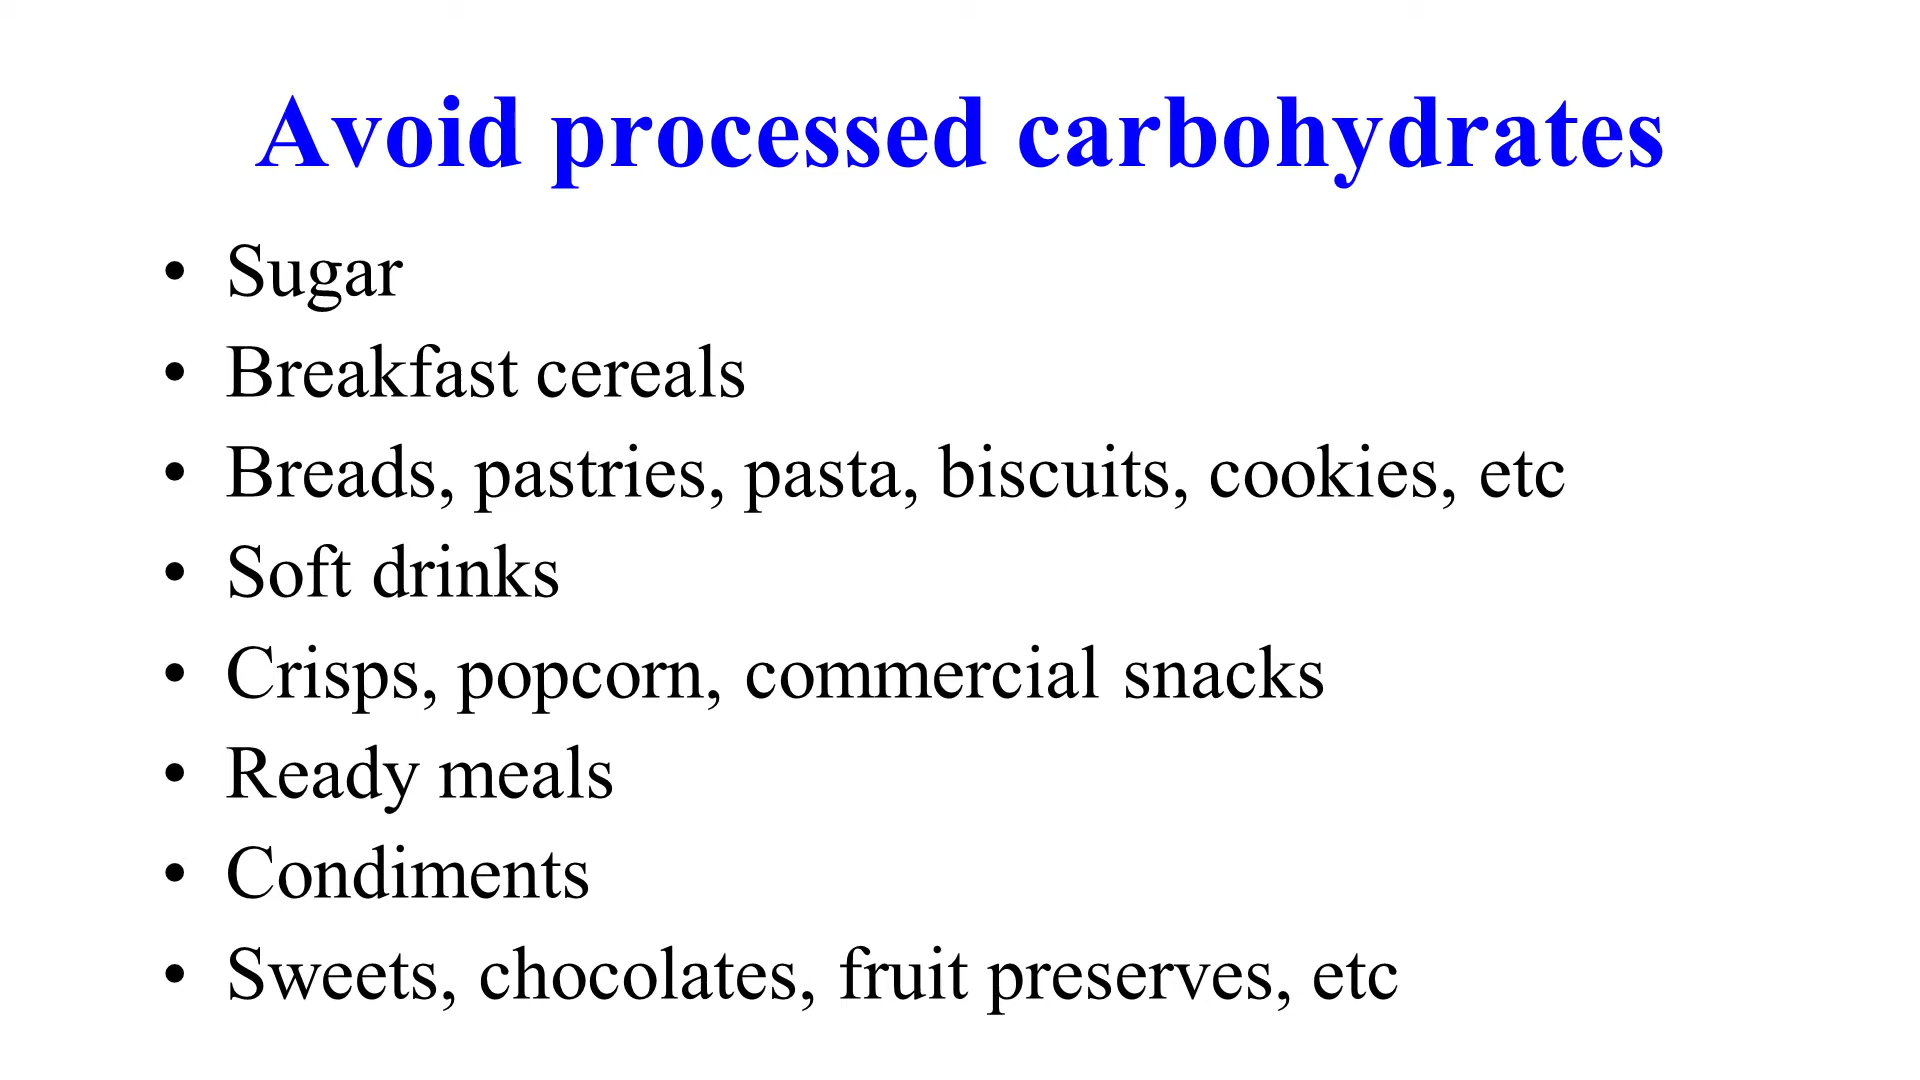 Avoid processed carbohydrates
• Sugar
• Breakfast cereals
• Breads, pastries, pasta, biscuits, cookies, etc
• Soft drinks
• Crisps, popcorn, commercial snacks
• Ready meals
• Condiments
• Sweets, chocolates, fruit preserves, etc